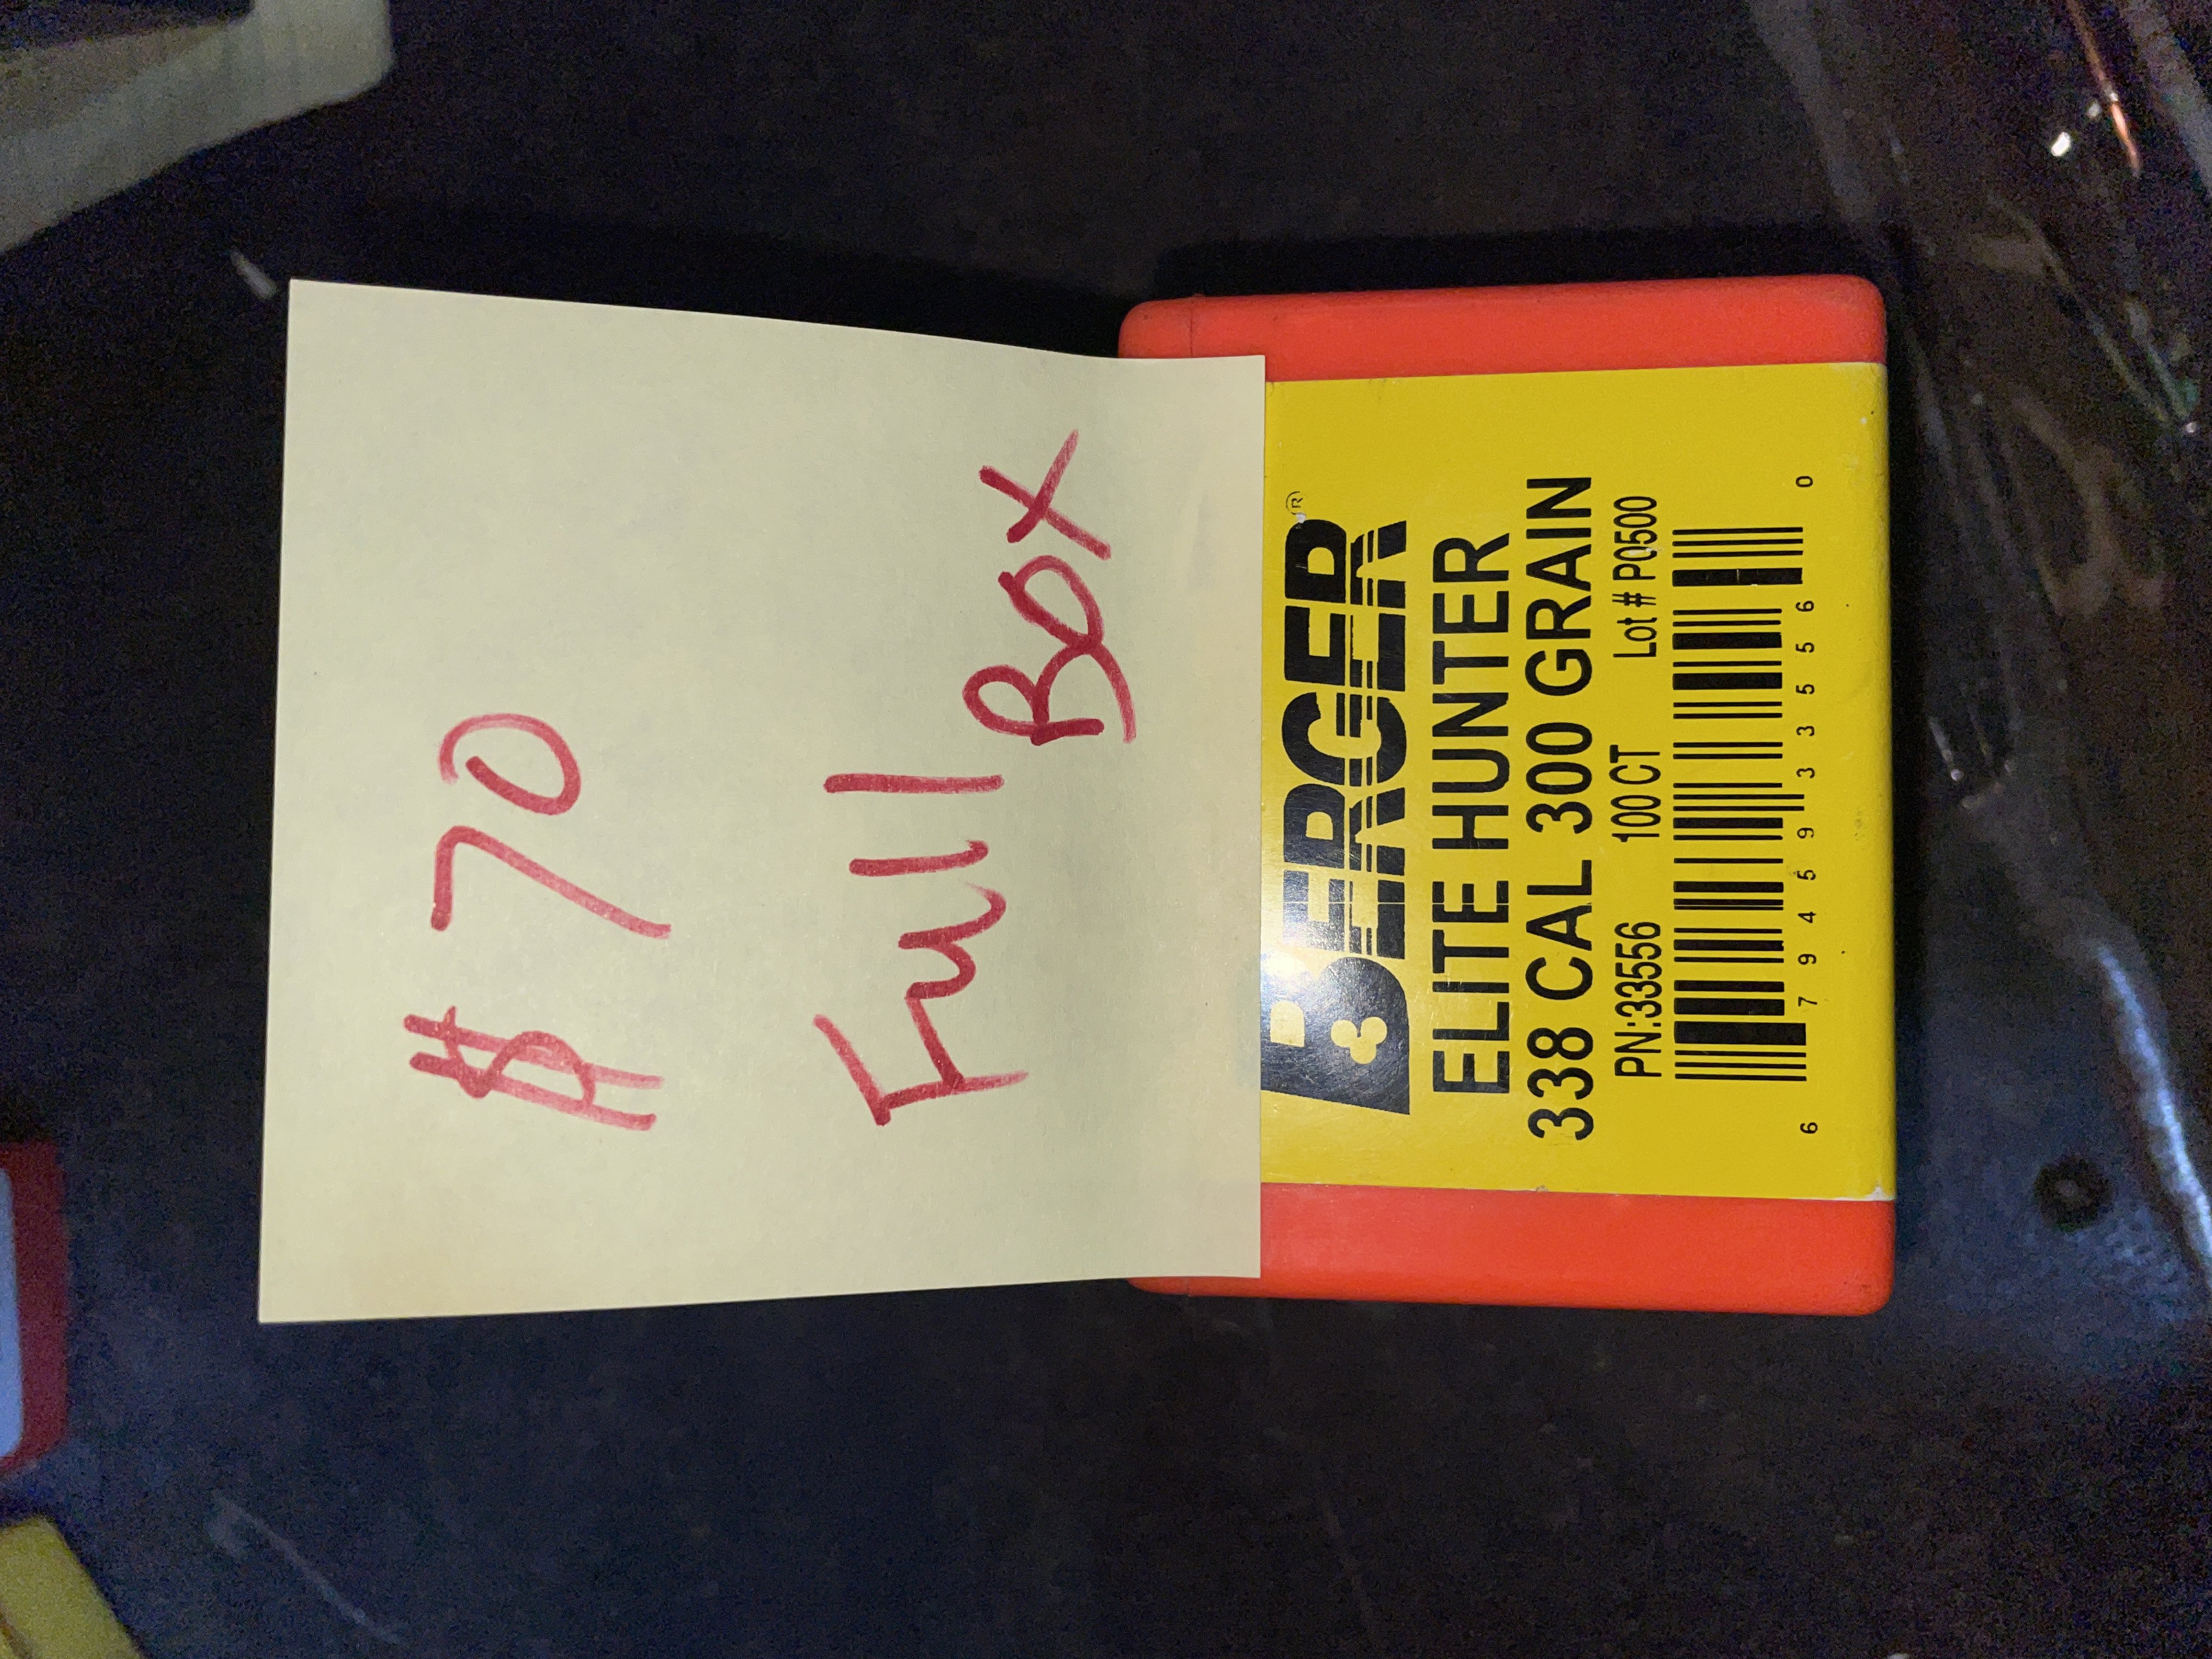 $70
Full Box
BERGER®
ELITE HUNTER
338 CAL 300 GRAIN
PN:33556 100 CT Lot # P0500
6 79459 33556 0